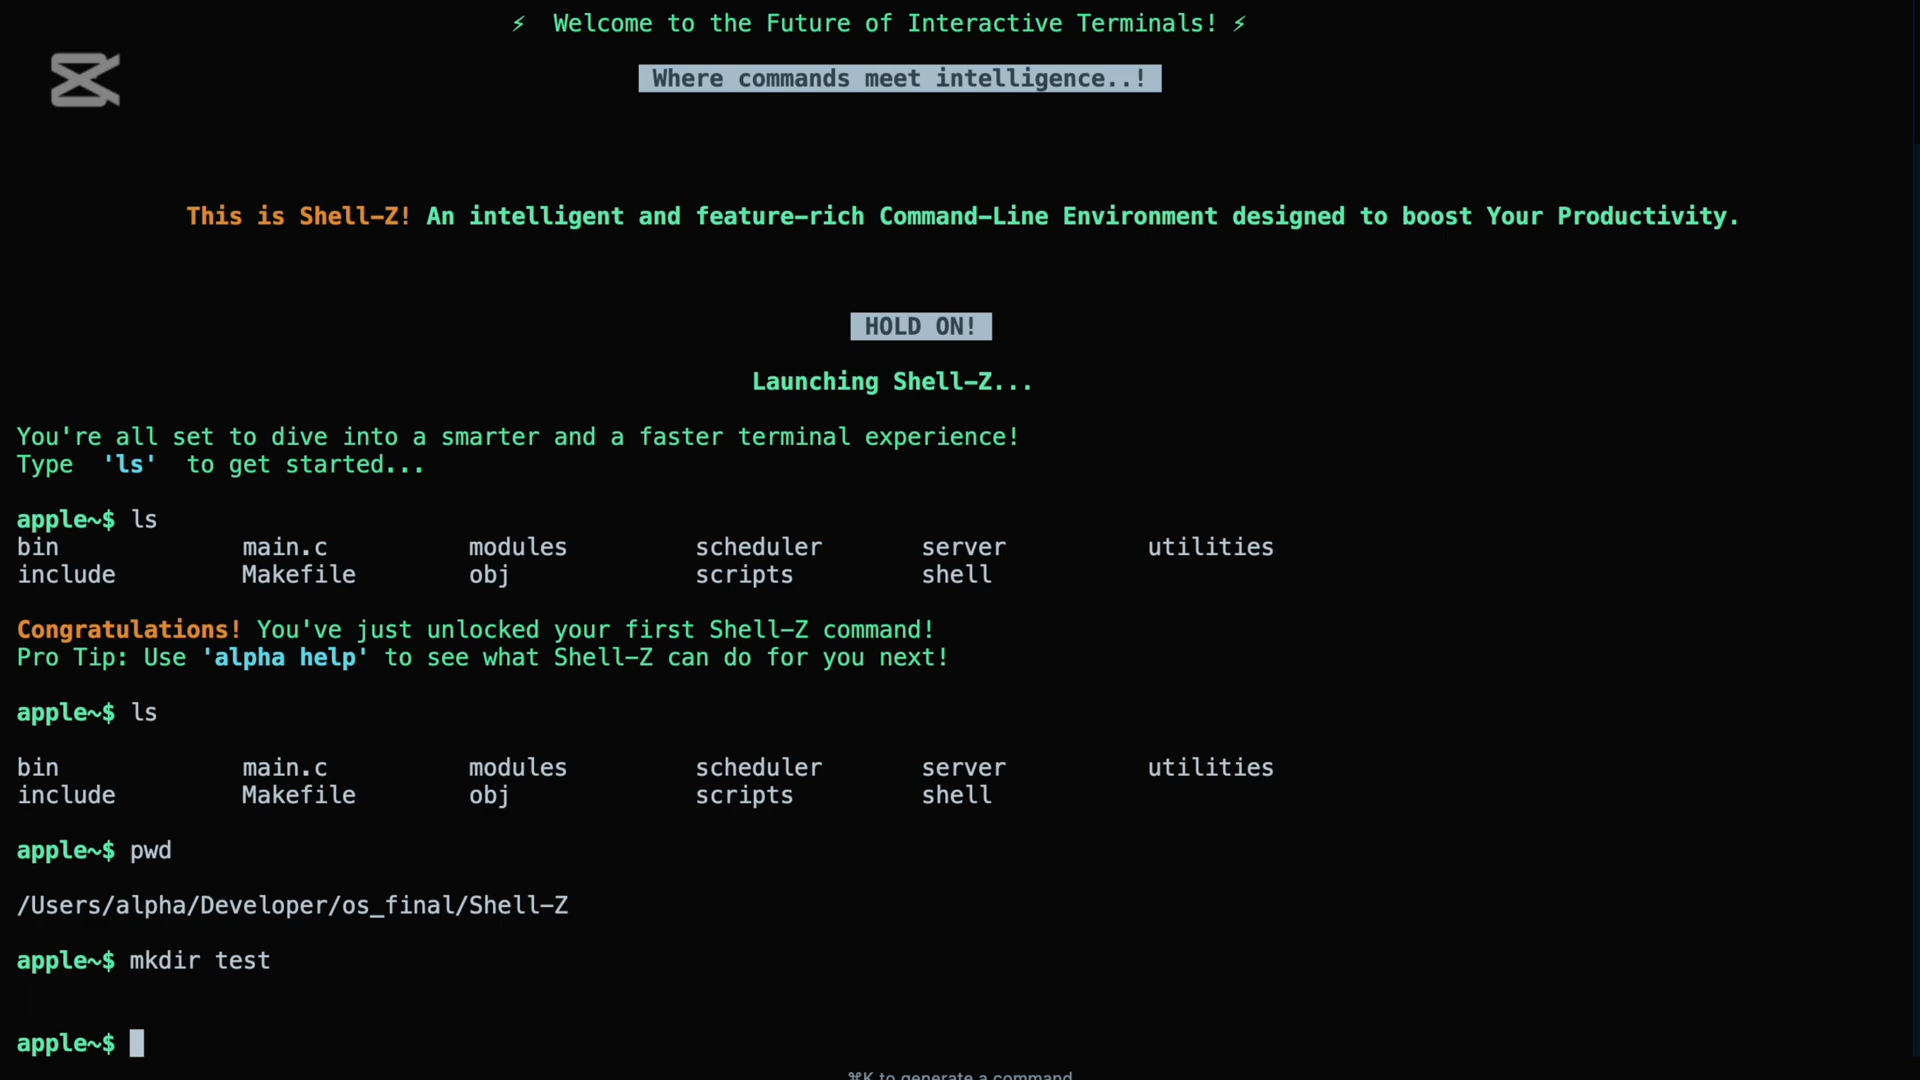 ⚡ Welcome to the Future of Interactive Terminals! ⚡
Where commands meet intelligence..!
This is Shell-Z! An intelligent and feature-rich Command-Line Environment designed to boost Your Productivity.
HOLD ON!
Launching Shell-Z...
You're all set to dive into a smarter and a faster terminal experience!
Type 'ls' to get started...
apple~$ ls
bin main.c modules scheduler server utilities
include Makefile obj scripts shell
Congratulations! You've just unlocked your first Shell-Z command!
Pro Tip: Use 'alpha help' to see what Shell-Z can do for you next!
apple~$ ls
bin main.c modules scheduler server utilities
include Makefile obj scripts shell
apple~$ pwd
/Users/alpha/Developer/os_final/Shell-Z
apple~$ mkdir test
apple~$
⌘K to generate a command